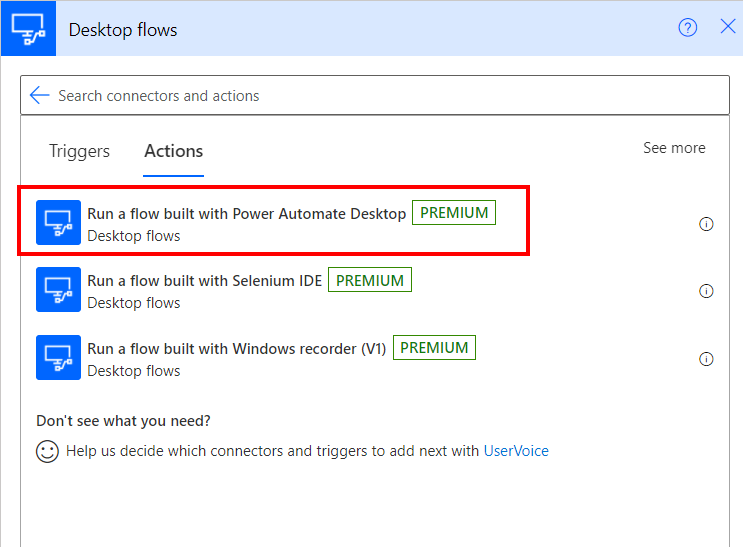 Desktop flows
Search connectors and actions
Triggers Actions See more
Run a flow built with Power Automate Desktop PREMIUM
Desktop flows
Run a flow built with Selenium IDE PREMIUM
Desktop flows
Run a flow built with Windows recorder (V1) PREMIUM
Desktop flows
Don't see what you need?
Help us decide which connectors and triggers to add next with UserVoice